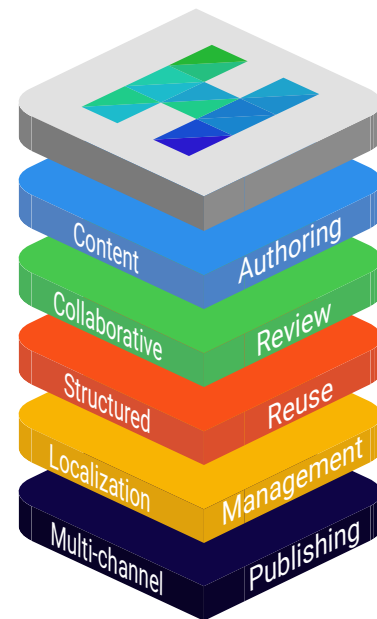 Content Authoring
Collaborative Review
Structured Reuse
Localization Management
Multi-channel Publishing